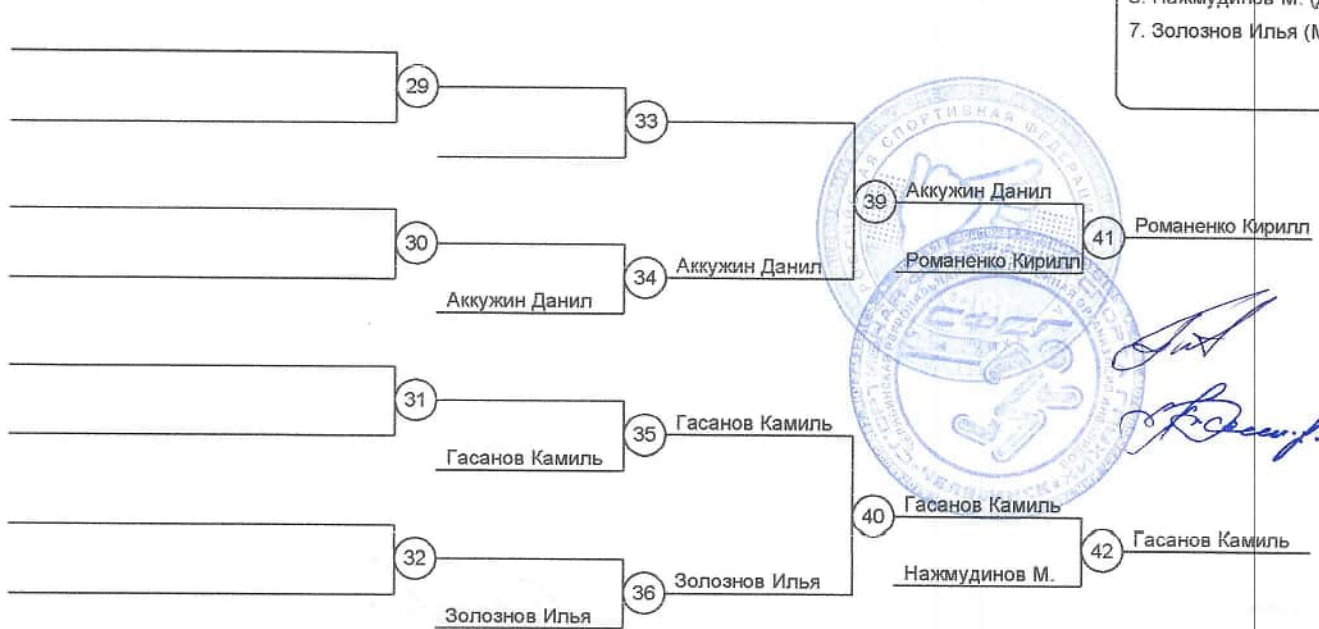 7. Золознов Илья (М
29
33
39
Аккужин Данил
Романенко Кирилл
41
Романенко Кирилл
30
34
Аккужин Данил
Аккужин Данил
31
35
Гасанов Камиль
Гасанов Камиль
40
Гасанов Камиль
42
Гасанов Камиль
Нажмудинов М.
32
36
Золознов Илья
Золознов Илья
СФСГ